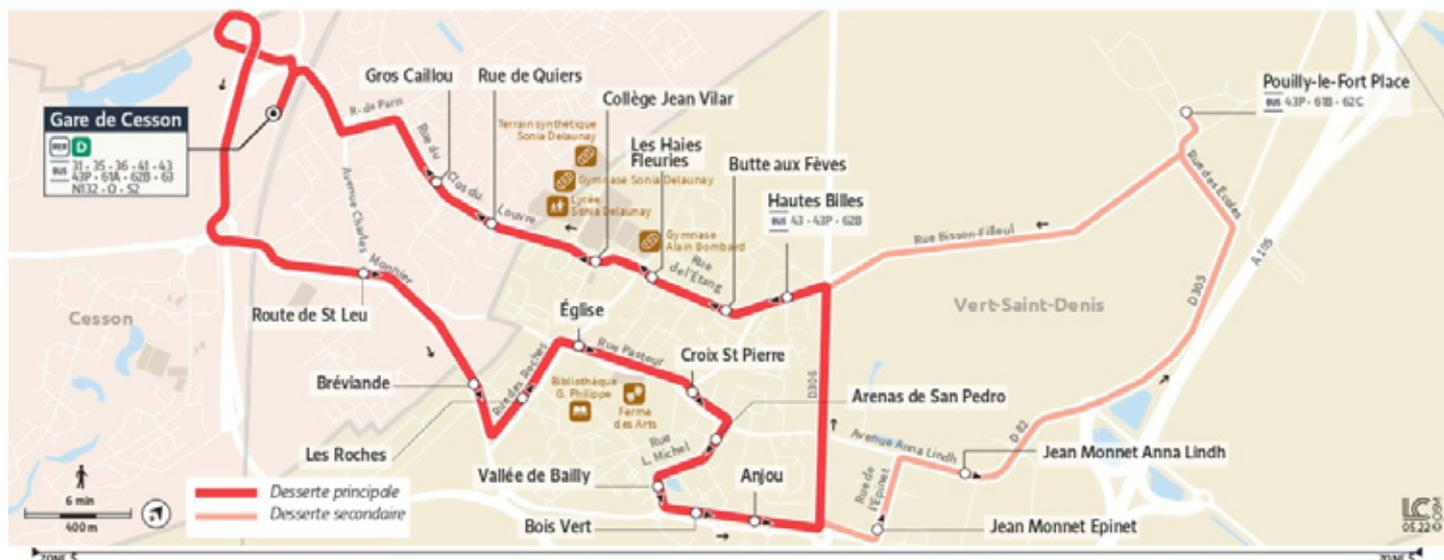 Gare de Cesson
RER D
BUS 31 - 35 - 36 - 41 - 43
43P - 61A - 62B - 63
N132 - O - S2
Gros Caillou
Rue de Quiers
Collège Jean Vilar
Les Haies
Fleuries
Butte aux Fèves
Hautes Billes
BUS 43 - 43P - 62B
Pouilly-le-Fort Place
BUS 43P - 61B - 62C
R. de Paris
Rue du
Clos du
Louvre
Terrain synthétique
Sonia Delaunay
Gymnase Sonia Delaunay
Lycée
Sonia Delaunay
Gymnase
Alain Bombard
Rue
de l'Étang
Rue Bisson-Filleul
Rue des Écoles
A 105
D 305
Vert-Saint-Denis
Avenue Charles
Monnier
Route de St Leu
Cesson
Église
Rue Pasteur
Croix St Pierre
Rue des Roches
Bréviande
Bibliothèque
G. Philippe
Ferme
des Arts
D306
Arenas de San Pedro
Les Roches
Rue
L. Michel
Avenue Anna Lindh
D 82
Jean Monnet Anna Lindh
Vallée de Bailly
Anjou
Rue de
l'Epinet
Bois Vert
Jean Monnet Epinet
6 min
400 m
Desserte principale
Desserte secondaire
LC
05.22
ZONE 5
ZONE 5